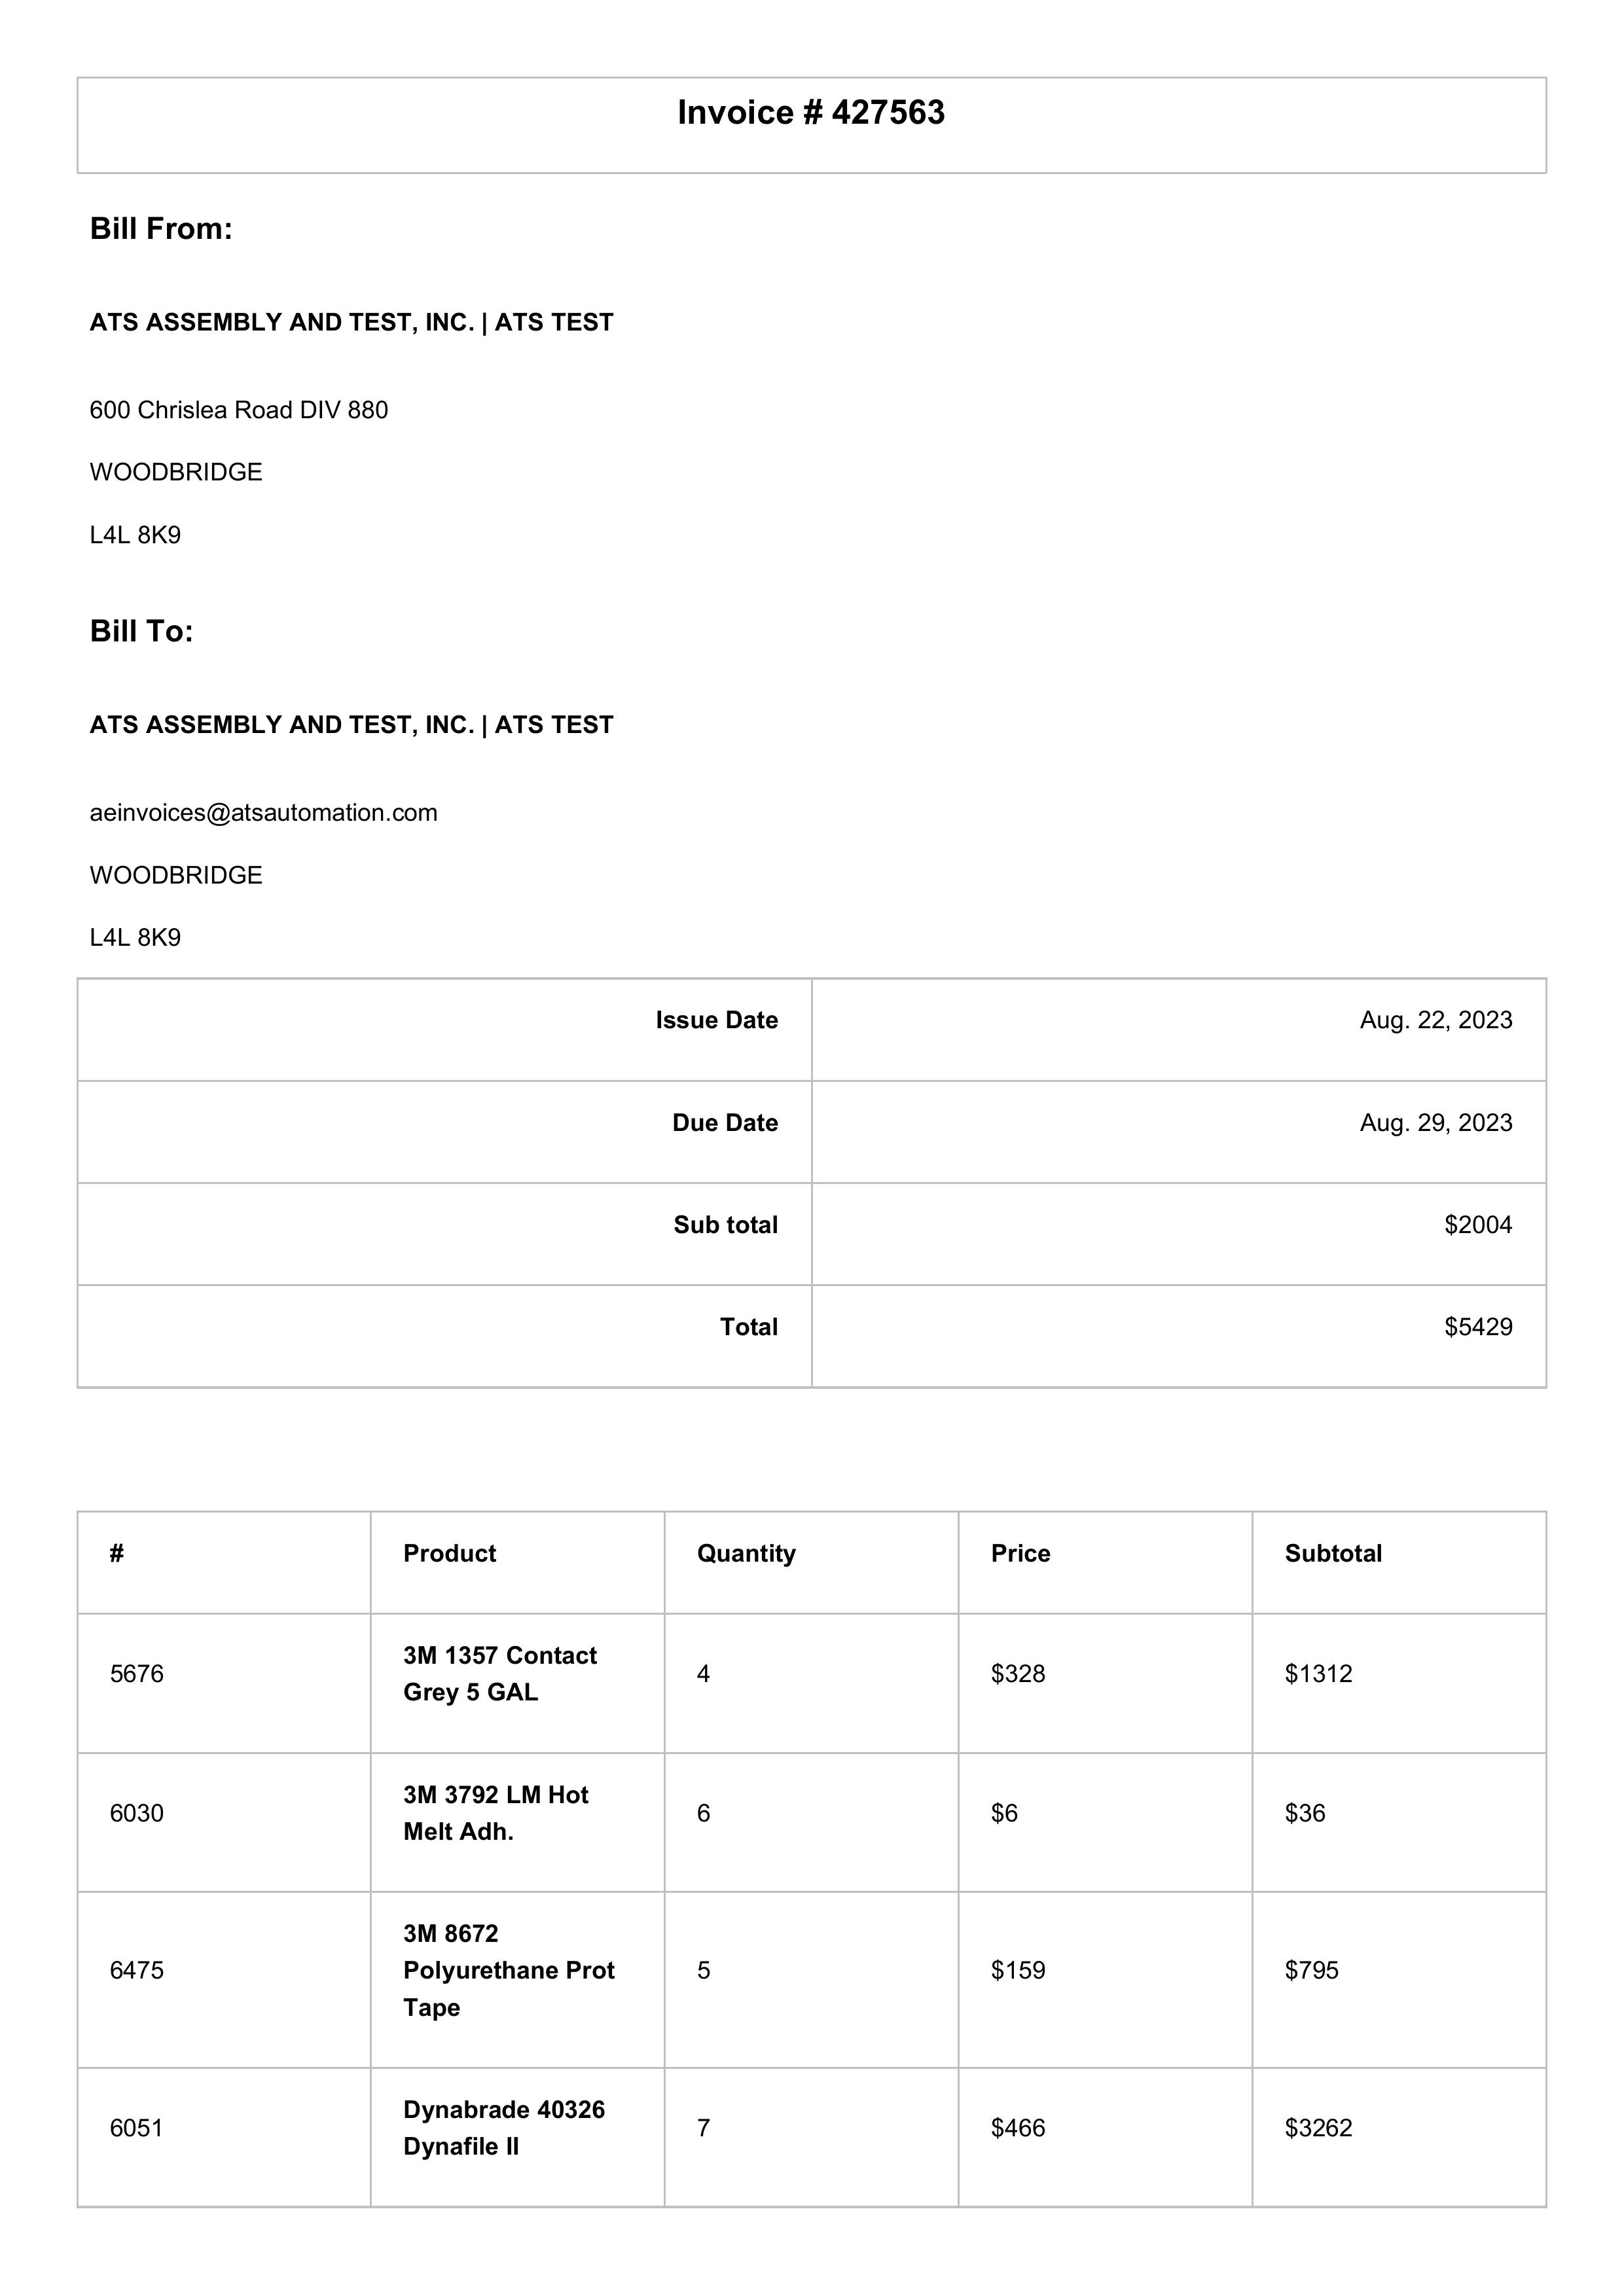 Invoice # 427563
Bill From:
ATS ASSEMBLY AND TEST, INC. | ATS TEST
600 Chrislea Road DIV 880
WOODBRIDGE
L4L 8K9
Bill To:
ATS ASSEMBLY AND TEST, INC. | ATS TEST
aeinvoices@atsautomation.com
WOODBRIDGE
L4L 8K9
Issue Date Aug. 22, 2023
Due Date Aug. 29, 2023
Sub total $2004
Total $5429
# Product Quantity Price Subtotal
5676 3M 1357 Contact 4 $328 $1312
Grey 5 GAL
6030 3M 3792 LM Hot 6 $6 $36
Melt Adh.
3M 8672
6475 Polyurethane Prot 5 $159 $795
Tape
6051 Dynabrade 40326 7 $466 $3262
Dynafile II